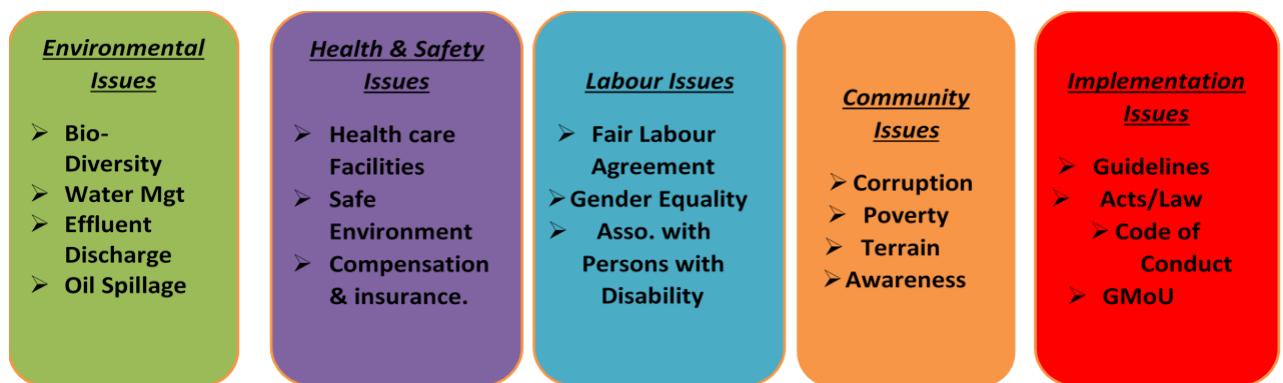 Environmental
Issues
➢ Bio-
Diversity
➢ Water Mgt
➢ Effluent
Discharge
➢ Oil Spillage
Health & Safety
Issues
➢ Health care
Facilities
➢ Safe
Environment
➢ Compensation
& insurance.
Labour Issues
➢ Fair Labour
Agreement
➢ Gender Equality
➢ Asso. with
Persons with
Disability
Community
Issues
➢ Corruption
➢ Poverty
➢ Terrain
➢ Awareness
Implementation
Issues
➢ Guidelines
➢ Acts/Law
➢ Code of
Conduct
➢ GMoU